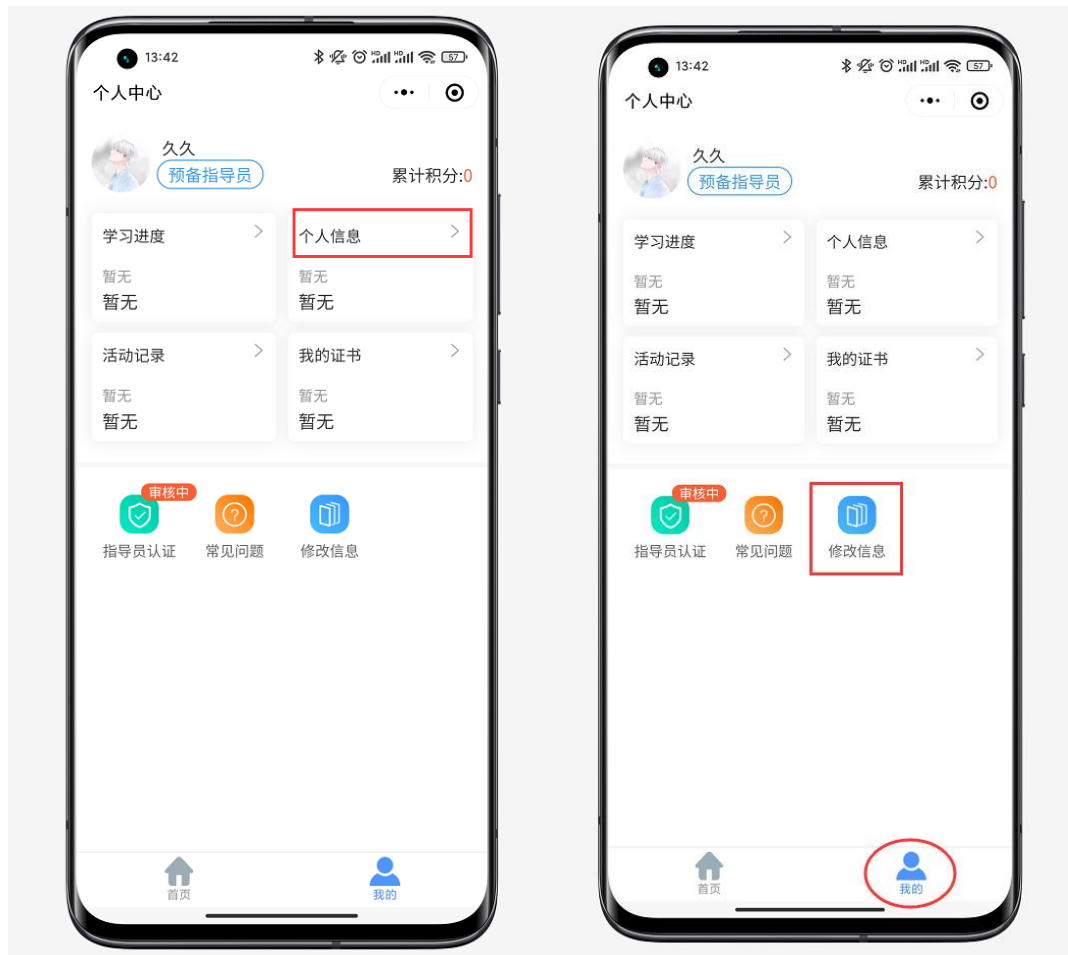 13:42
57
个人中心
久久
预备指导员
累计积分:0
学习进度
个人信息
暂无
暂无
暂无
暂无
活动记录
我的证书
暂无
暂无
暂无
暂无
审核中
指导员认证
常见问题
修改信息
首页
我的
13:42
57
个人中心
久久
预备指导员
累计积分:0
学习进度
个人信息
暂无
暂无
暂无
暂无
活动记录
我的证书
暂无
暂无
暂无
暂无
审核中
指导员认证
常见问题
修改信息
首页
我的